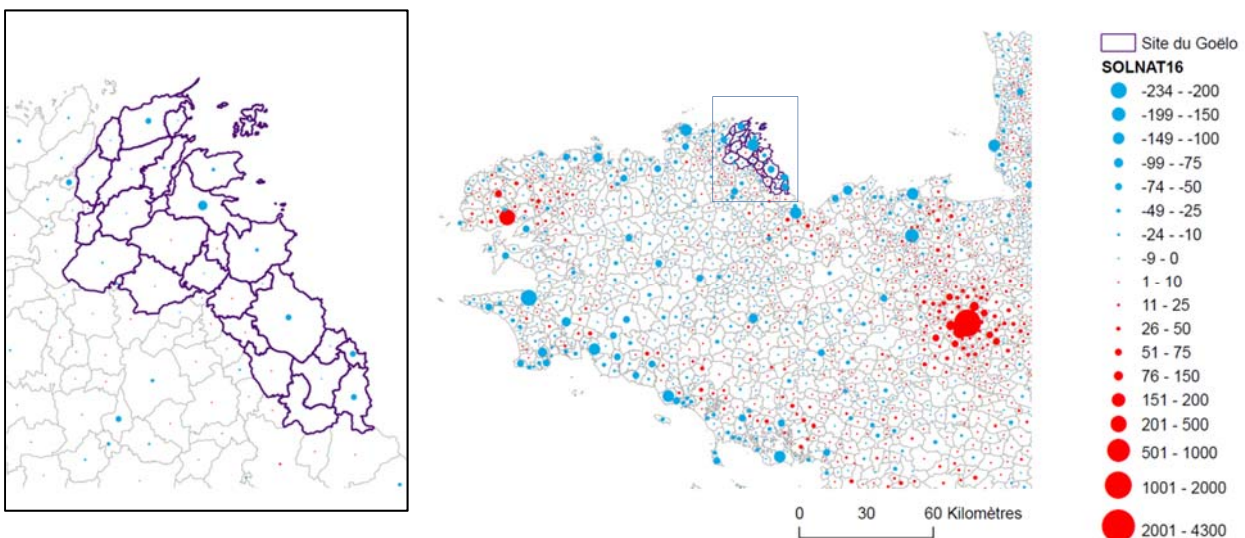 Site du Goëlo
SOLNAT16
-234 - -200
-199 - -150
-149 - -100
-99 - -75
-74 - -50
-49 - -25
-24 - -10
-9 - 0
1 - 10
11 - 25
26 - 50
51 - 75
76 - 150
151 - 200
201 - 500
501 - 1000
1001 - 2000
2001 - 4300
0 30 60 Kilomètres